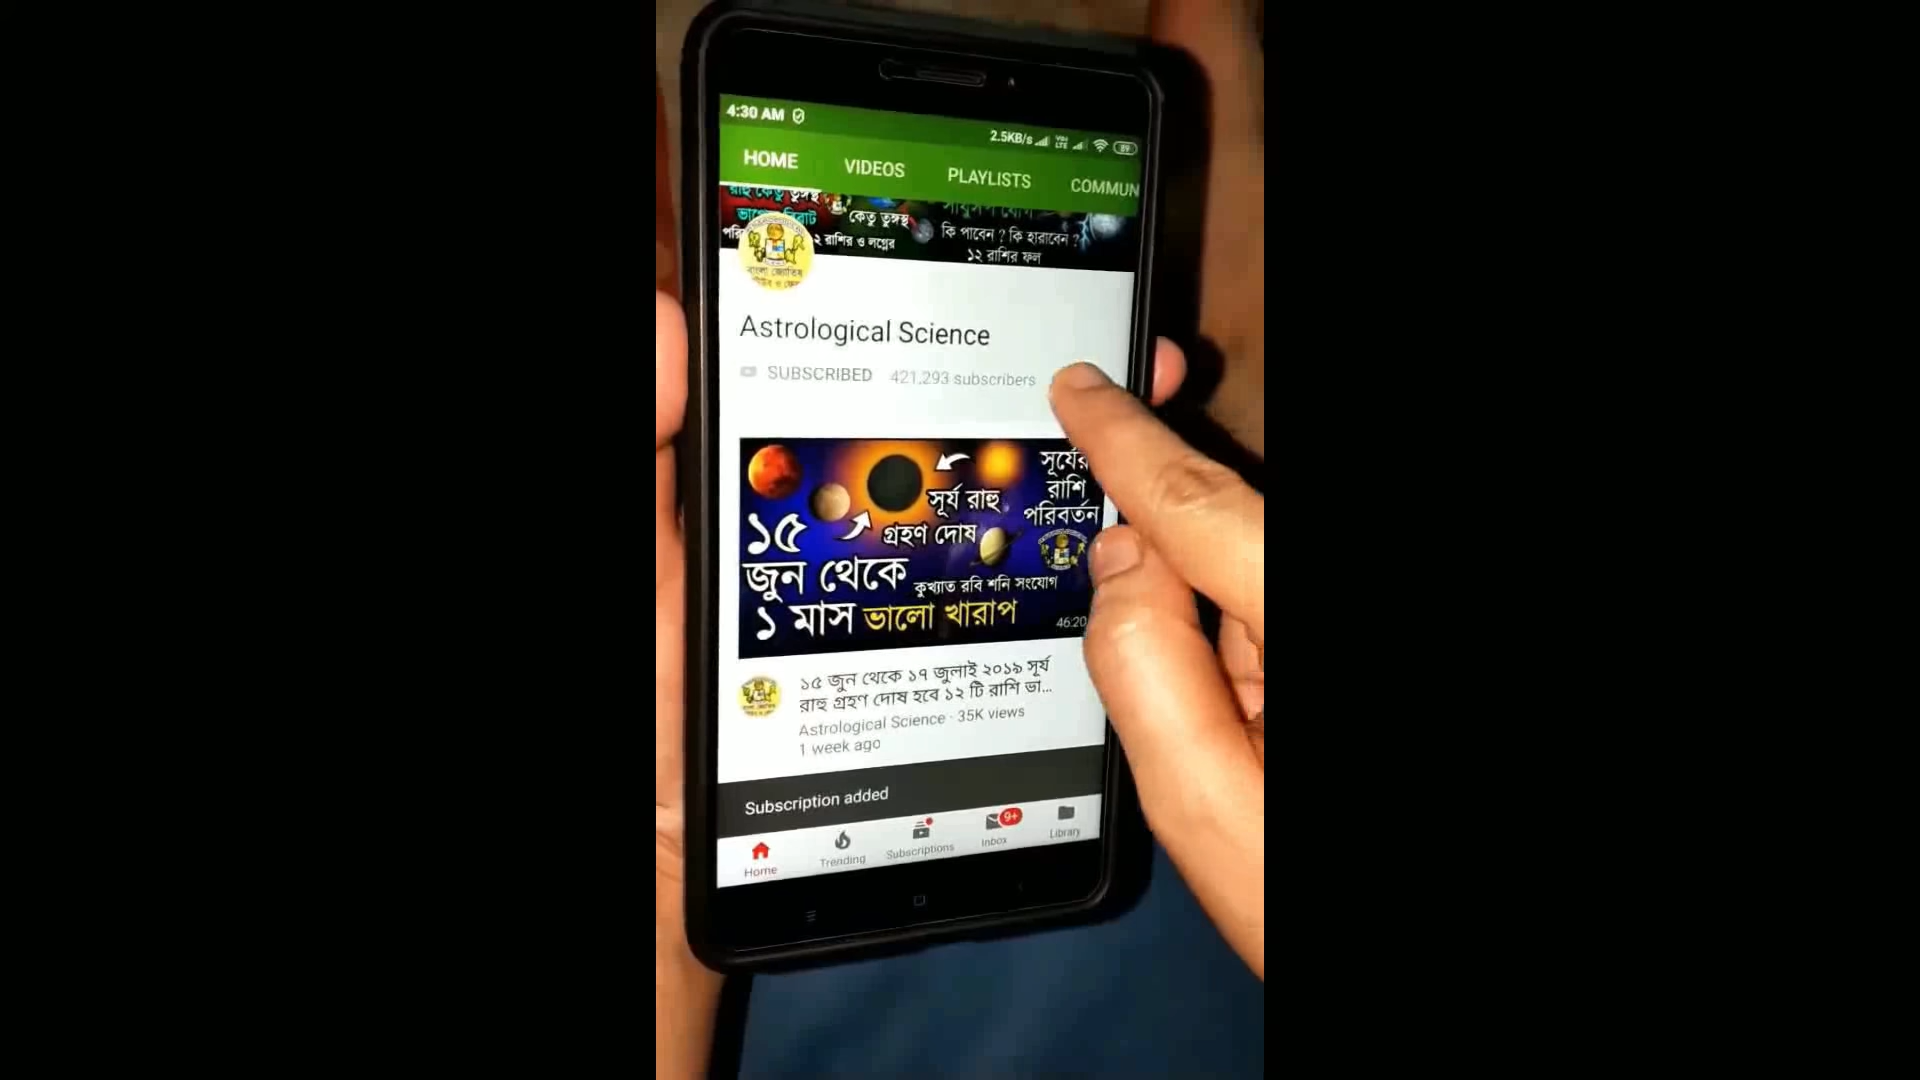 4:30 AM
2.5KB/s
89
HOME VIDEOS PLAYLISTS COMMUN
রাহু কেতু তুঙ্গস্থ
কেতু তুঙ্গস্থ
২ রাশির ও লগ্নের
কি পাবেন ? কি হারাবেন ?
১২ রাশির ফল
বাংলা জ্যোতিষ
Astrological Science
SUBSCRIBED 421,293 subscribers
সূর্যের
রাশি
পরিবর্তন
সূর্য রাহু
গ্রহণ দোষ
১৫
জুন থেকে
কুখ্যাত রবি শনি সংযোগ
১ মাস ভালো খারাপ
46:20
১৫ জুন থেকে ১৭ জুলাই ২০১৯ সূর্য
রাহু গ্রহণ দোষ হবে ১২ টি রাশি ভা...
Astrological Science · 35K views
1 week ago
Subscription added
9+
Home Trending Subscriptions Inbox Library